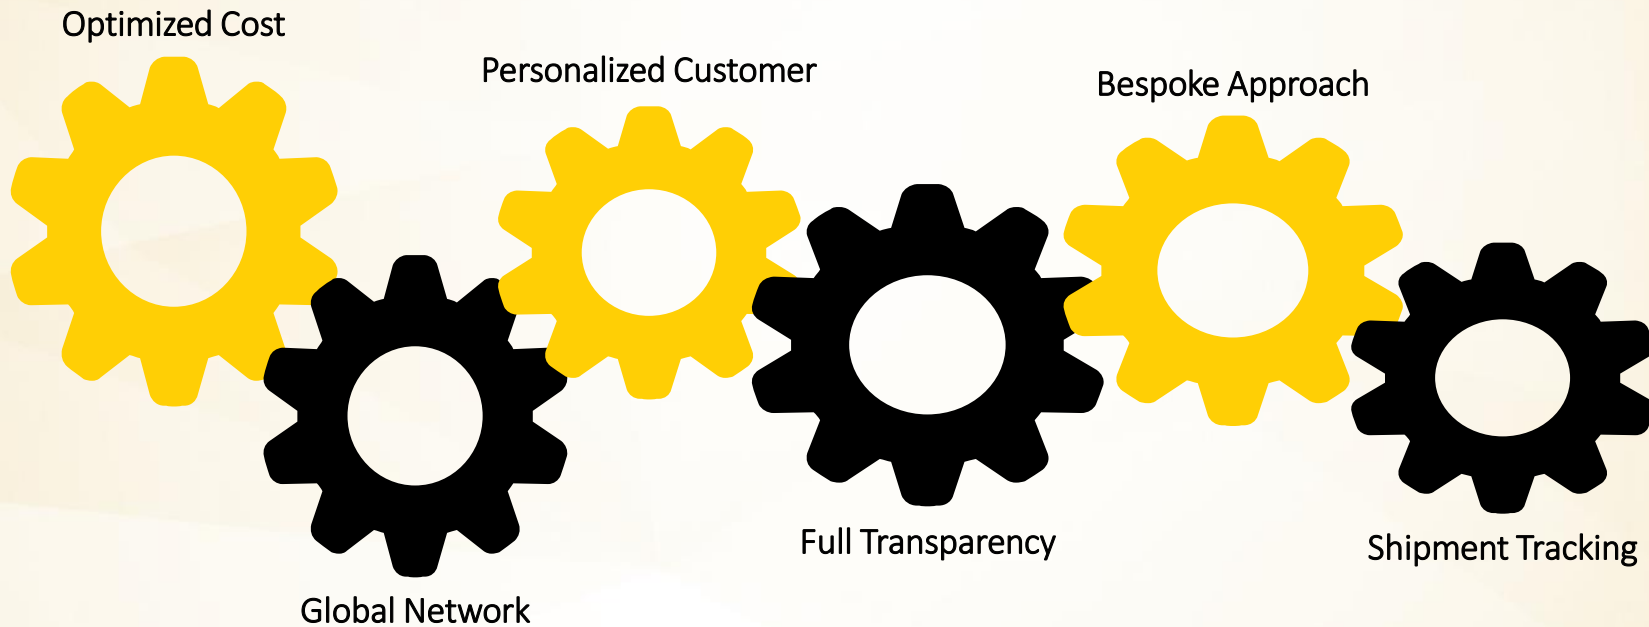 Optimized Cost
Personalized Customer
Bespoke Approach
Full Transparency
Shipment Tracking
Global Network